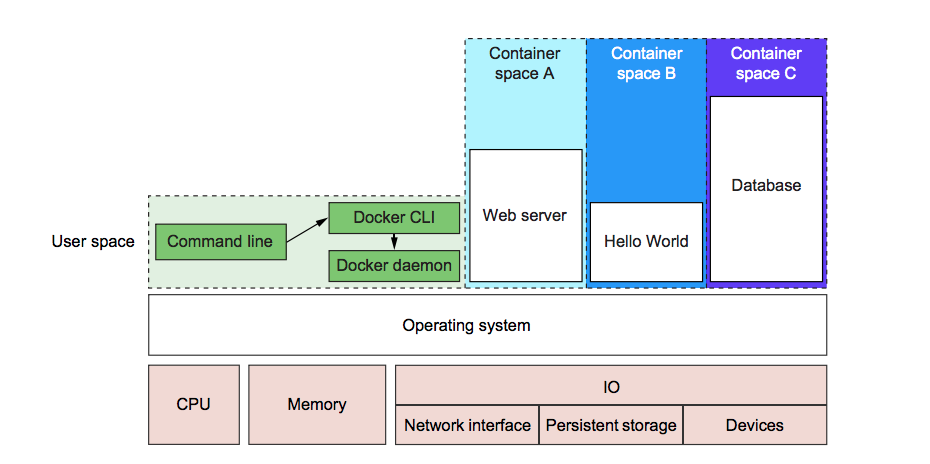 Container
space A
Container
space B
Container
space C
Database
Web server
Docker CLI
User space
Command line
Hello World
Docker daemon
Operating system
CPU
Memory
IO
Network interface
Persistent storage
Devices